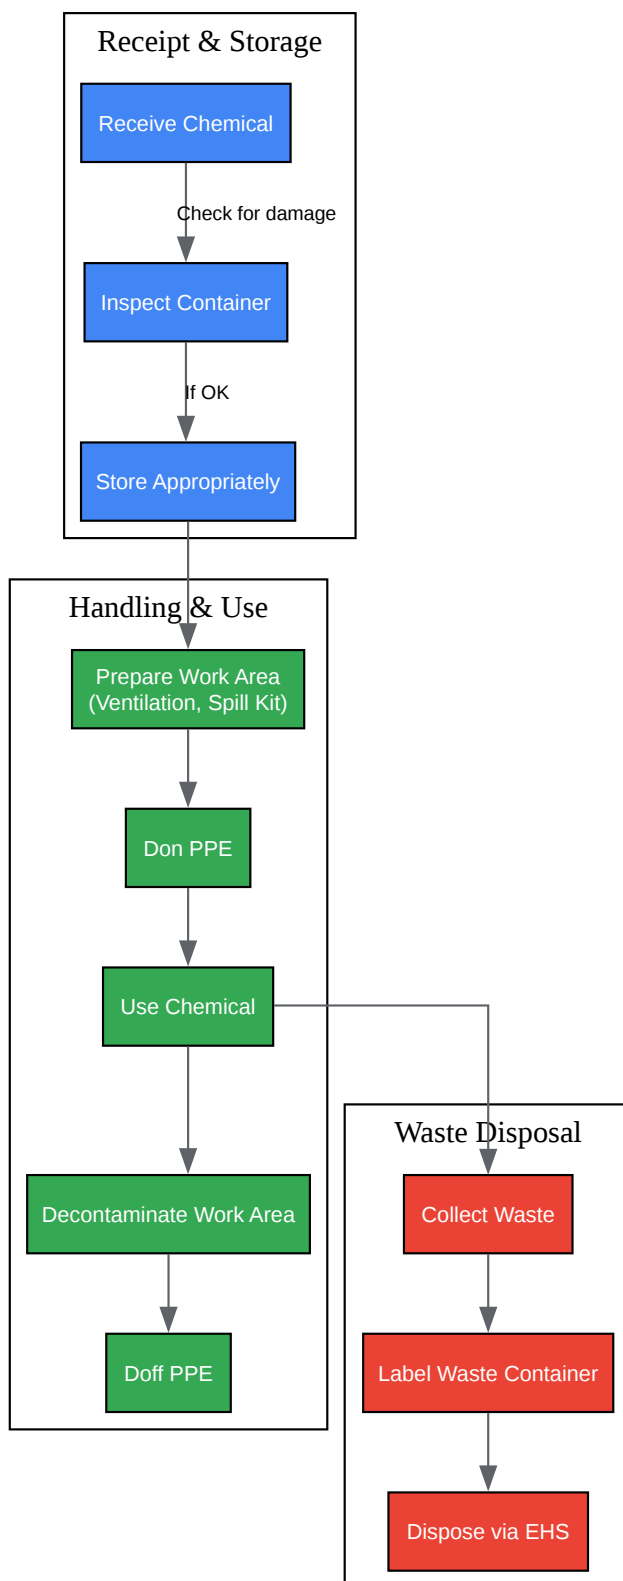 Receipt & Storage
Receive Chemical
Check for damage
Inspect Container
If OK
Store Appropriately
Handling & Use
Prepare Work Area
(Ventilation, Spill Kit)
Don PPE
Use Chemical
Decontaminate Work Area
Doff PPE
Waste Disposal
Collect Waste
Label Waste Container
Dispose via EHS